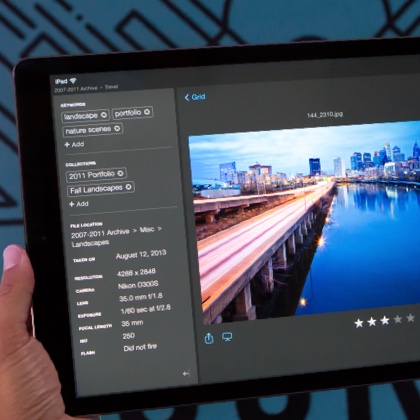 iPad
2007-2011 Archive • Travel
KEYWORDS
landscape
portfolio
nature scenes
+ Add
COLLECTIONS
2011 Portfolio
Fall Landscapes
+ Add
FILE LOCATION
2007-2011 Archive > Misc >
Landscapes
TAKEN ON August 12, 2013
RESOLUTION 4288 x 2848
CAMERA Nikon D300S
LENS 35.0 mm f/1.8
EXPOSURE 1/60 sec at f/2.8
FOCAL LENGTH 35 mm
ISO 250
FLASH Did not fire
< Grid
144_2310.jpg